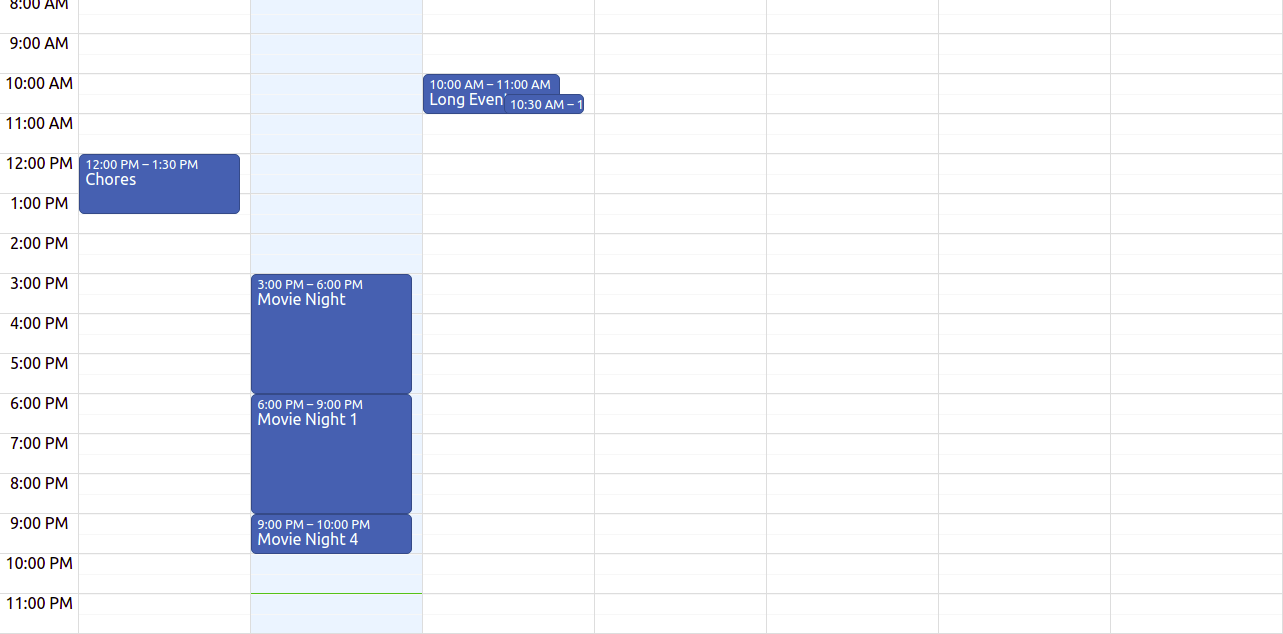 8:00 AM
9:00 AM
10:00 AM
10:00 AM – 11:00 AM
Long Even
10:30 AM – 1
11:00 AM
12:00 PM
12:00 PM – 1:30 PM
Chores
1:00 PM
2:00 PM
3:00 PM
3:00 PM – 6:00 PM
Movie Night
4:00 PM
5:00 PM
6:00 PM
6:00 PM – 9:00 PM
Movie Night 1
7:00 PM
8:00 PM
9:00 PM
9:00 PM – 10:00 PM
Movie Night 4
10:00 PM
11:00 PM